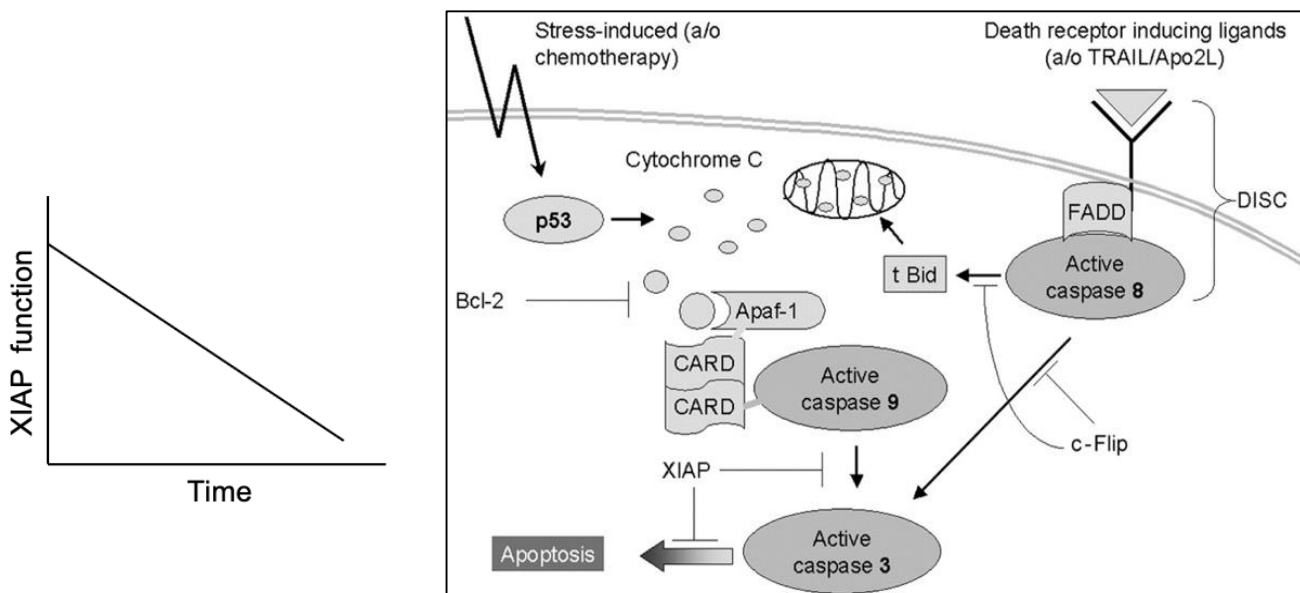 XIAP function
Time
Stress-induced (a/o
chemotherapy)
Death receptor inducing ligands
(a/o TRAIL/Apo2L)
Cytochrome C
p53
FADD
DISC
Active
caspase 8
t Bid
Bcl-2
Apaf-1
CARD
CARD
Active
caspase 9
c-Flip
XIAP
Apoptosis
Active
caspase 3